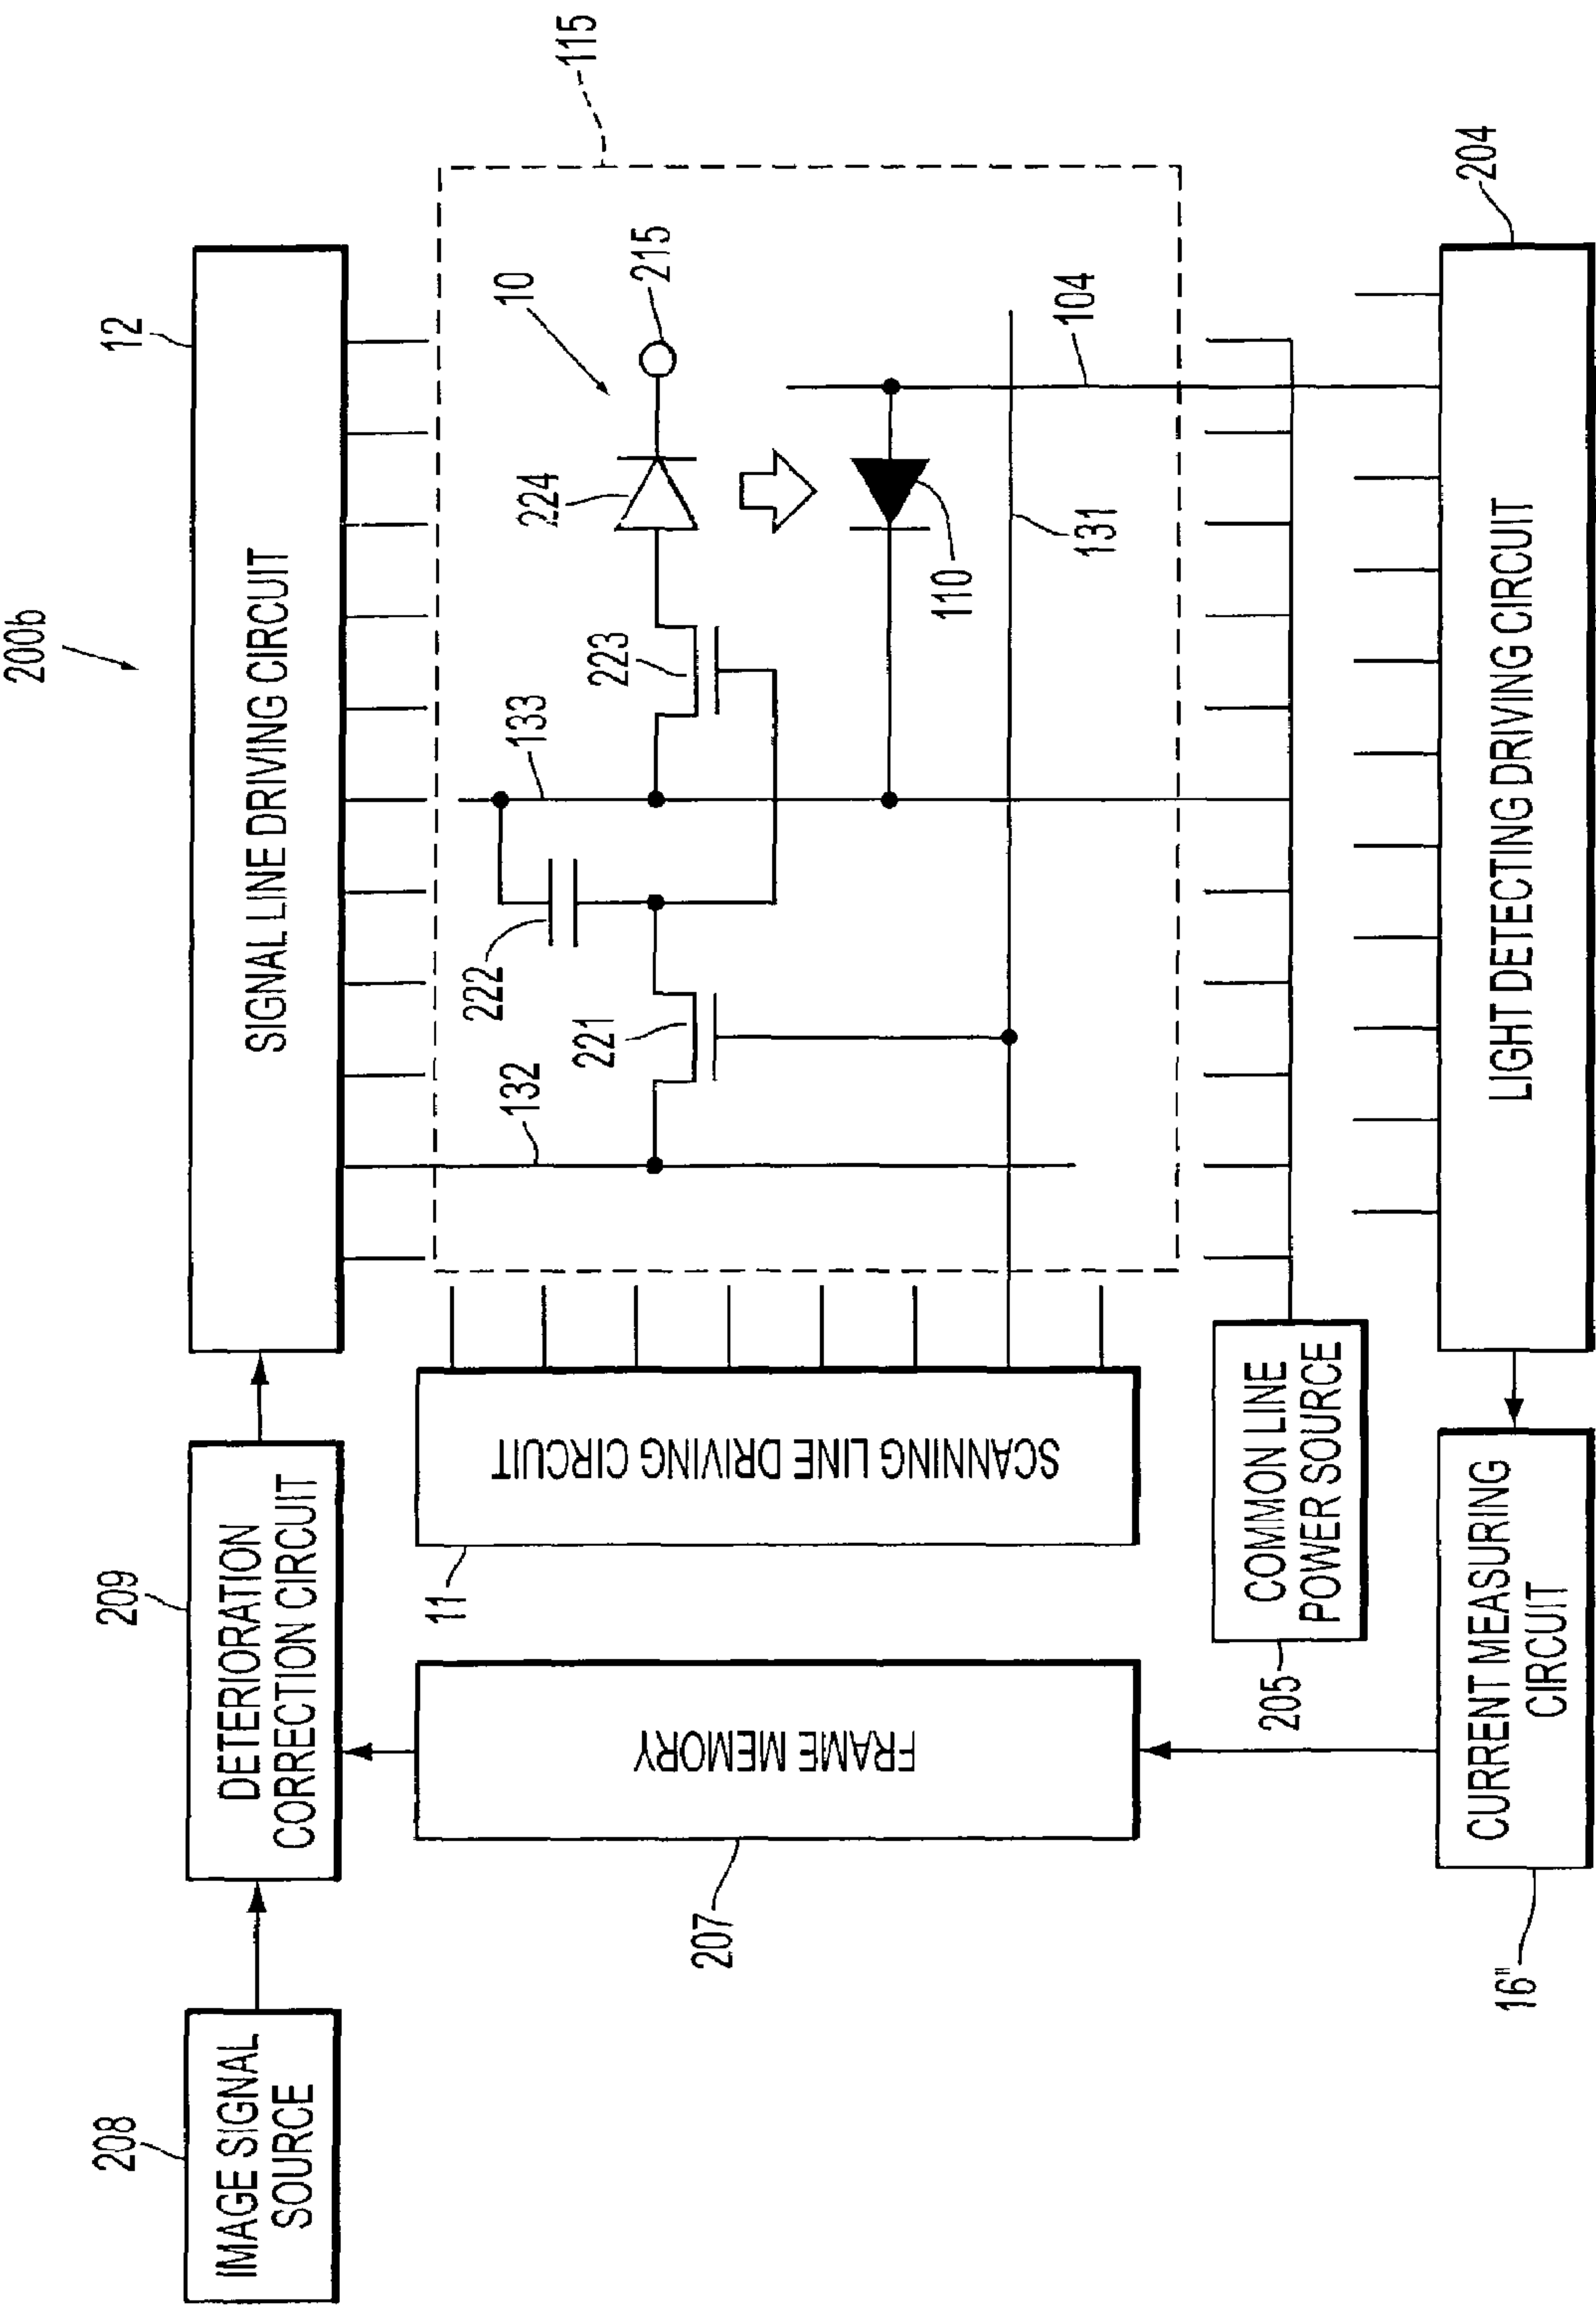 200b
12
SIGNAL LINE DRIVING CIRCUIT
115
208
IMAGE SIGNAL
SOURCE
209
DETERIORATION
CORRECTION CIRCUIT
207
FRAME MEMORY
11
SCANNING LINE DRIVING CIRCUIT
132
221
222
133
223
224
10
215
110
131
104
205
COMMON LINE
POWER SOURCE
16"
CURRENT MEASURING
CIRCUIT
204
LIGHT DETECTING DRIVING CIRCUIT